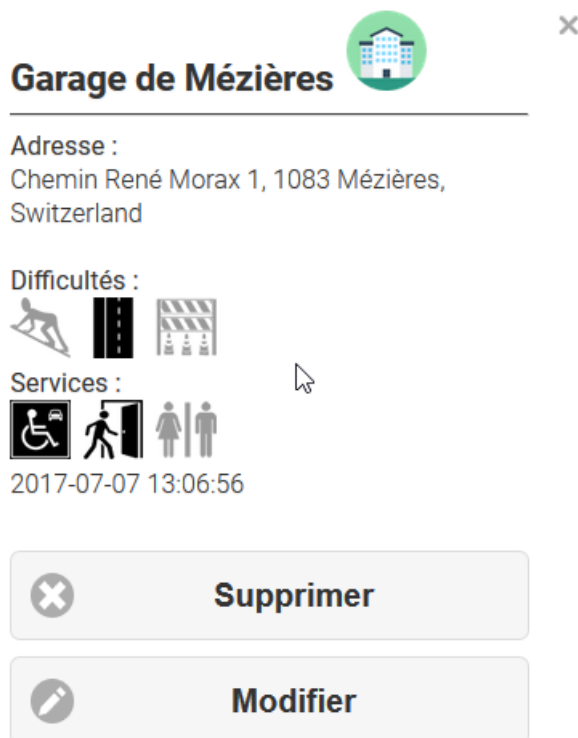 Garage de Mézières
Adresse :
Chemin René Morax 1, 1083 Mézières,
Switzerland
Difficultés :
Services :
2017-07-07 13:06:56
Supprimer
Modifier